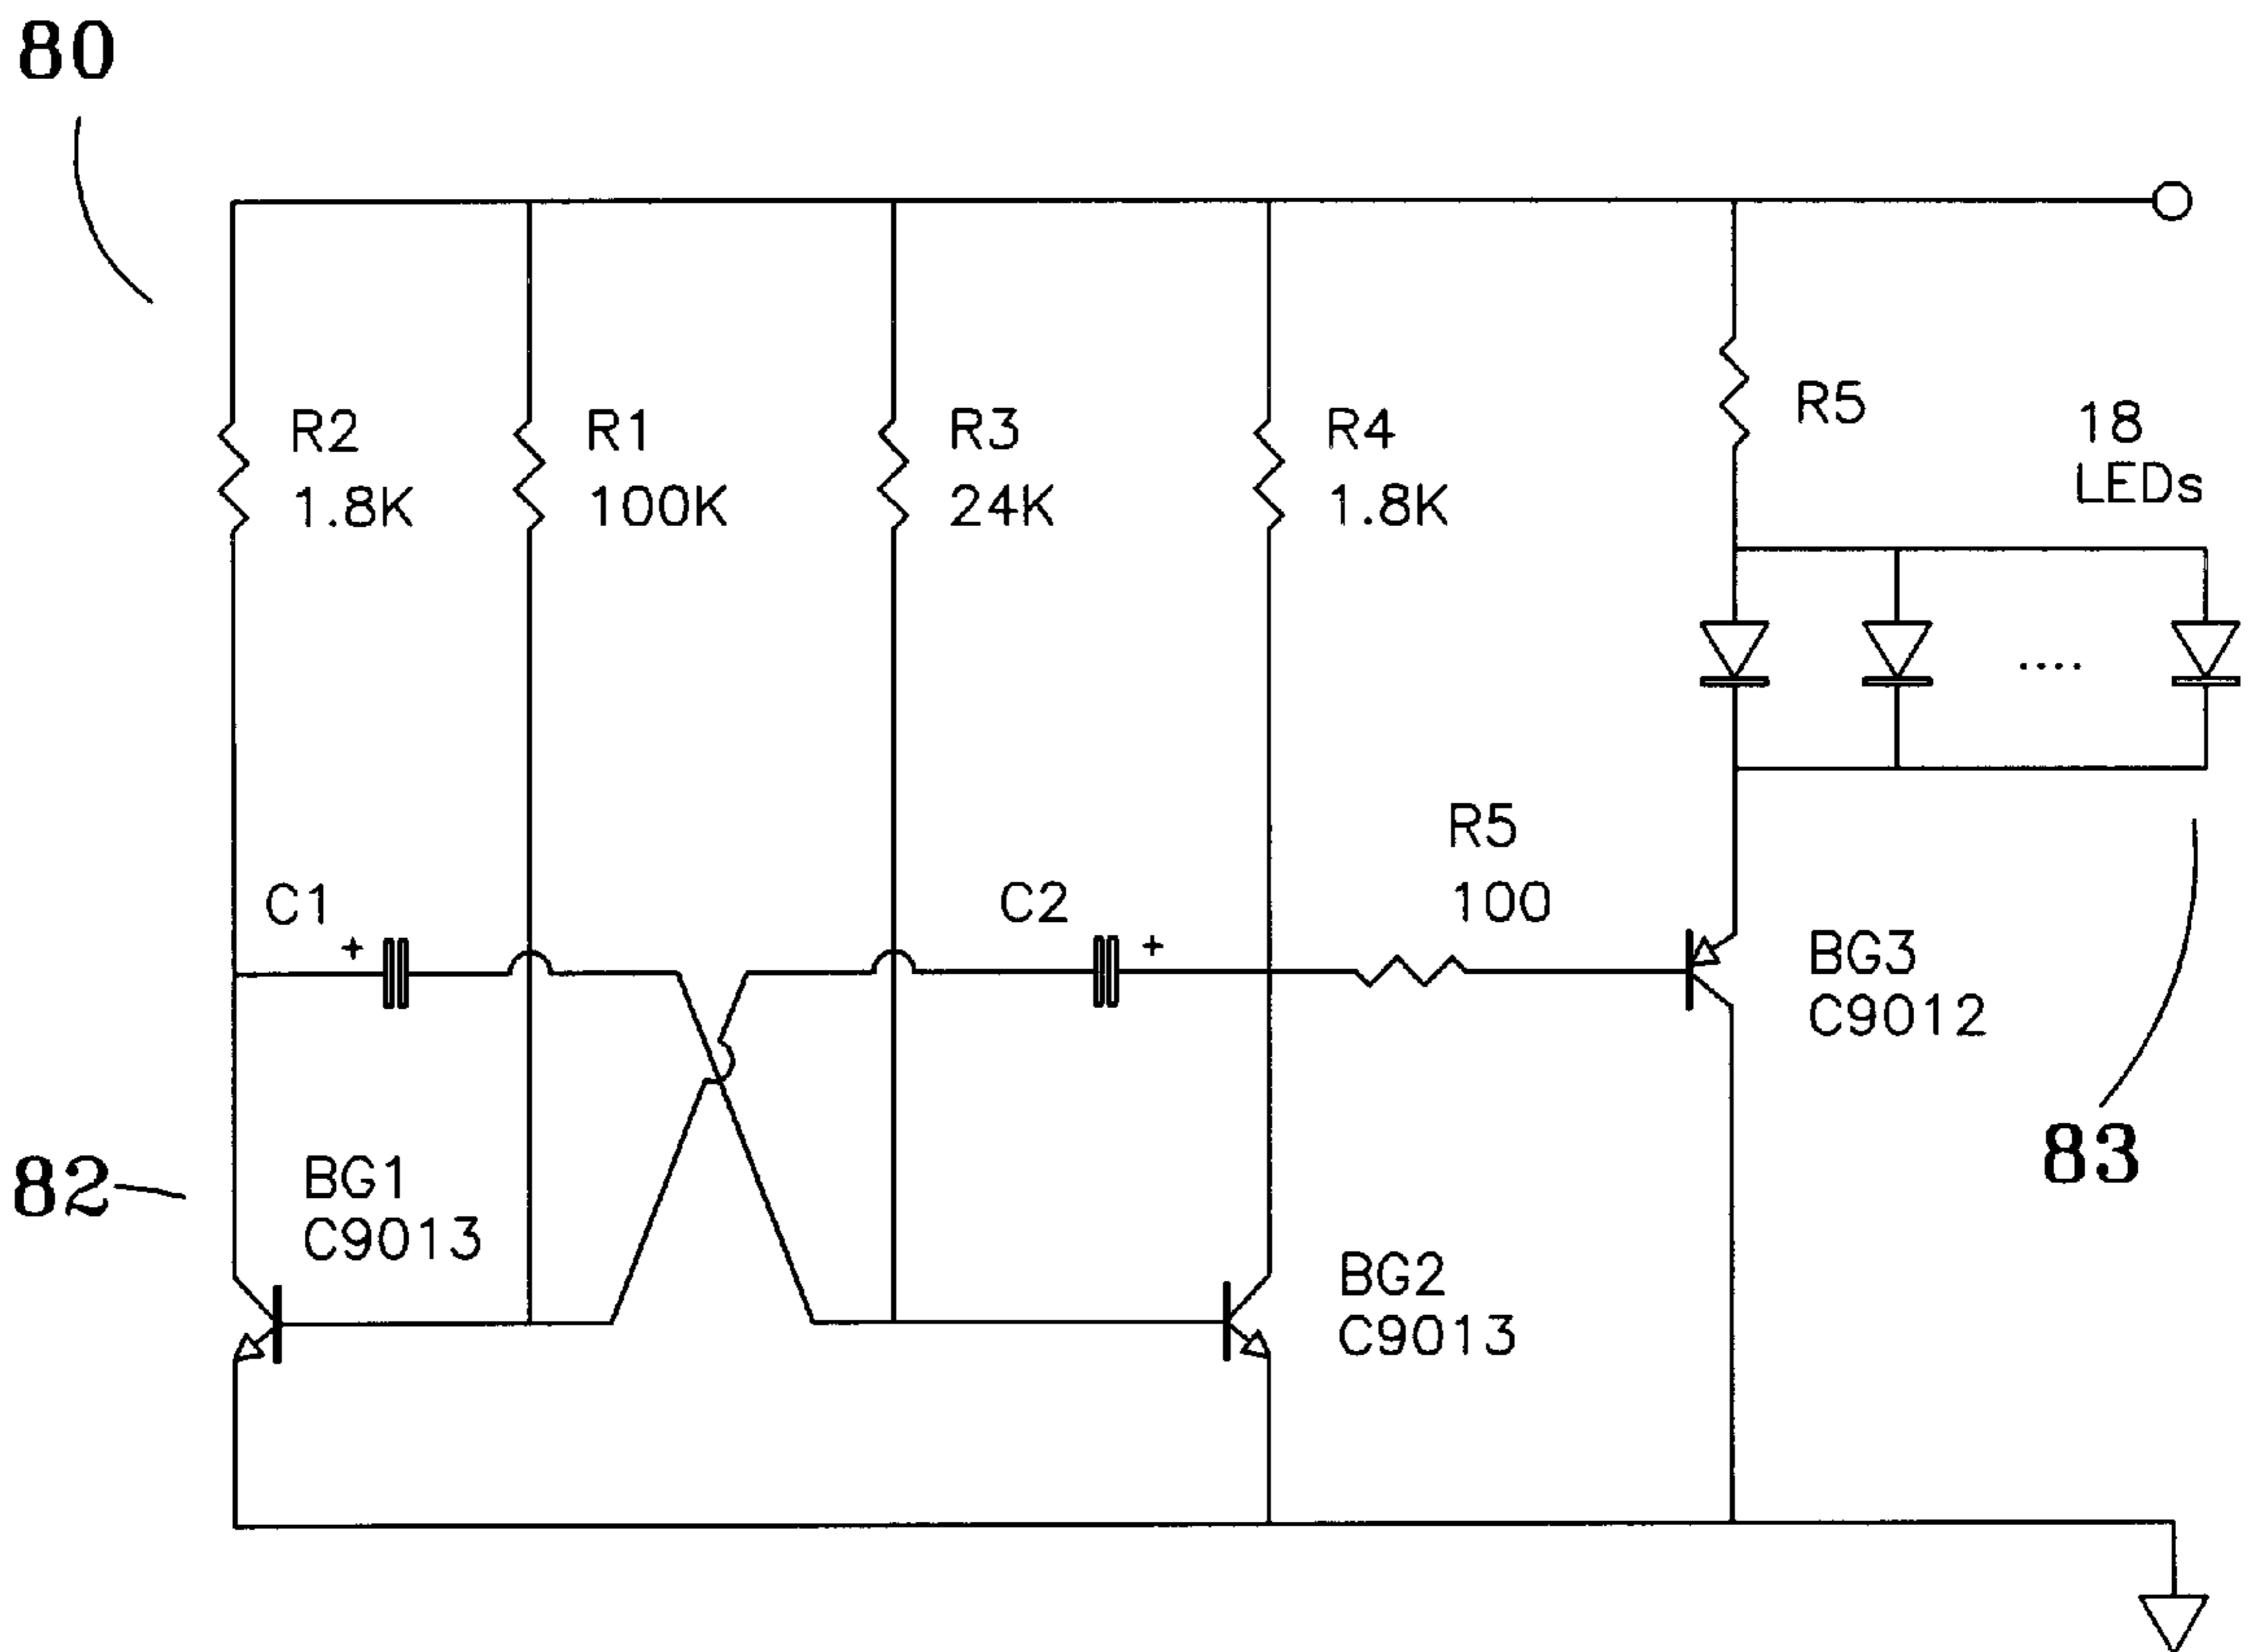 80
R2
1.8K
R1
100K
R3
24K
R4
1.8K
R5
18
LEDs
....
C1
+
C2
+
R5
100
BG3
C9012
82
BG1
C9013
BG2
C9013
83